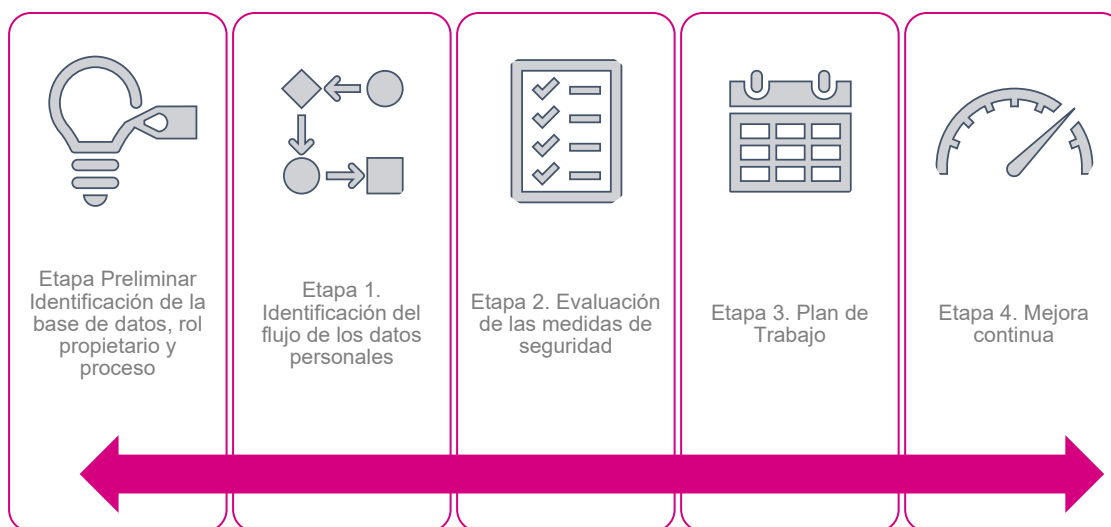 Etapa Preliminar
Identificación de la
base de datos, rol
propietario y
proceso
Etapa 1.
Identificación del
flujo de los datos
personales
Etapa 2. Evaluación
de las medidas de
seguridad
Etapa 3. Plan de
Trabajo
Etapa 4. Mejora
continua